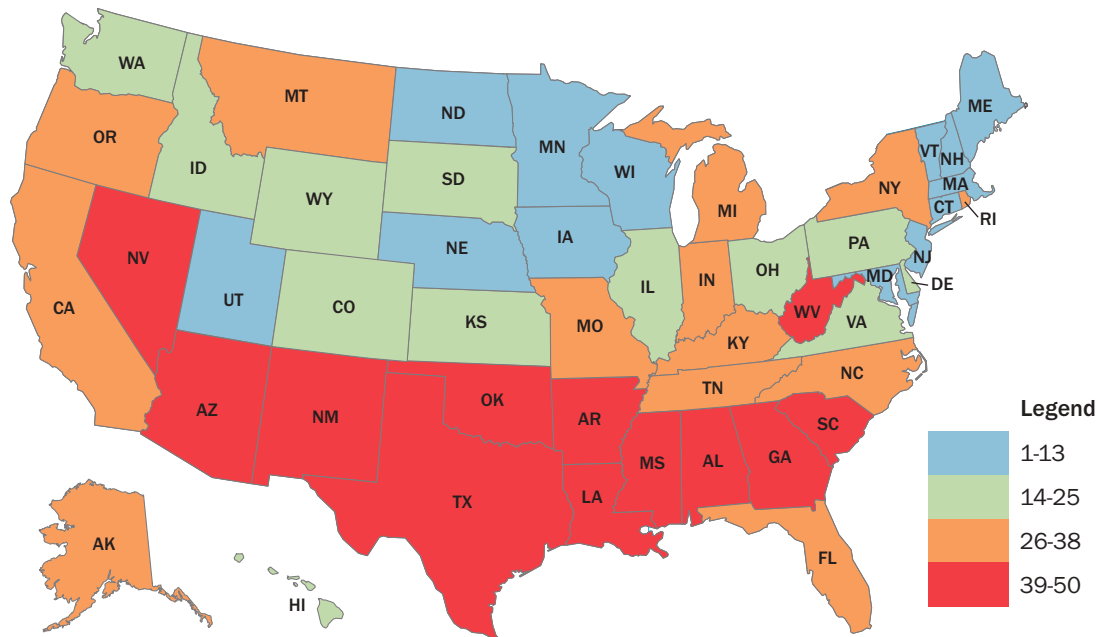 WA
MT
ND
MN
ME
OR
ID
SD
WI
VT
NH
WY
NY
MA
CT
RI
MI
NV
NE
IA
PA
NJ
UT
CO
IL
IN
OH
MD
DE
CA
KS
MO
WV
VA
KY
AZ
NM
OK
AR
TN
NC
SC
TX
LA
MS
AL
GA
AK
HI
FL
Legend
1-13
14-25
26-38
39-50